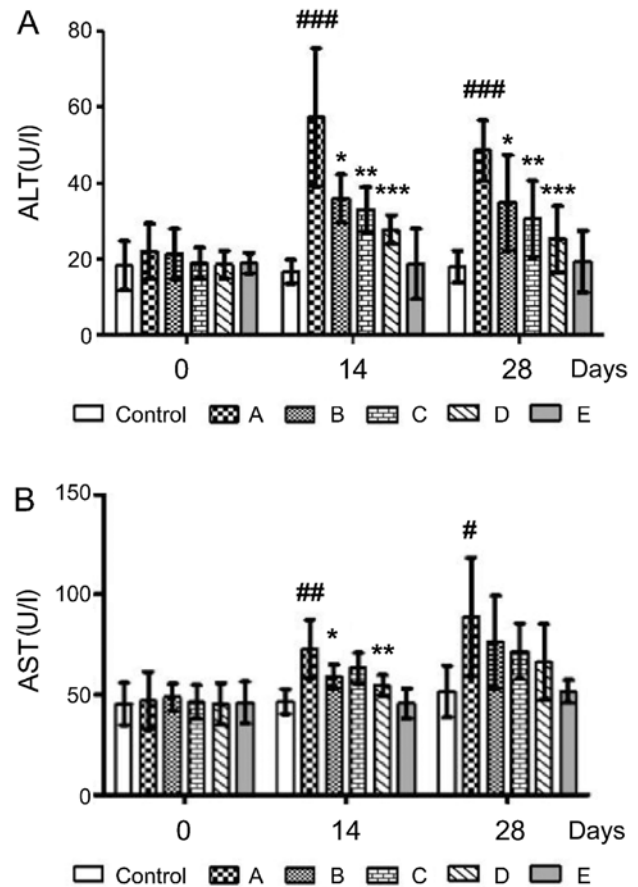 A
ALT(U/I)
80
60
40
20
0
###
###
*
**
***
*
**
***
0 14 28 Days
Control A B C D E
B
AST(U/I)
150
100
50
0
##
#
*
**
0 14 28 Days
Control A B C D E